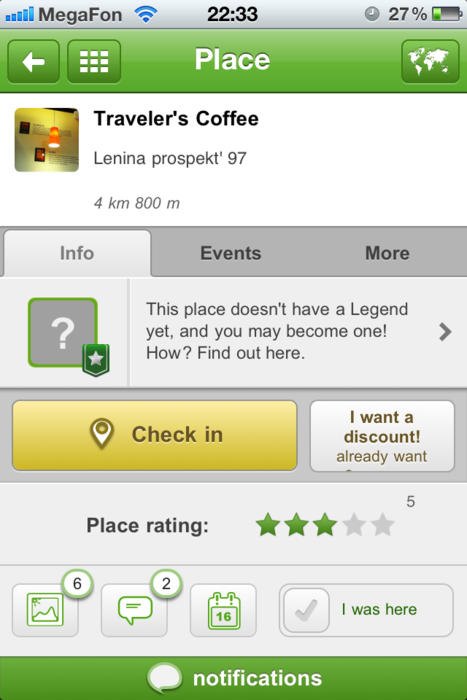 MegaFon 22:33 27%
Place
Traveler's Coffee
Lenina prospekt' 97
4 km 800 m
Info Events More
This place doesn't have a Legend
yet, and you may become one!
How? Find out here.
?
Check in
I want a
discount!
already want
5
Place rating:
6 2
16 I was here
notifications